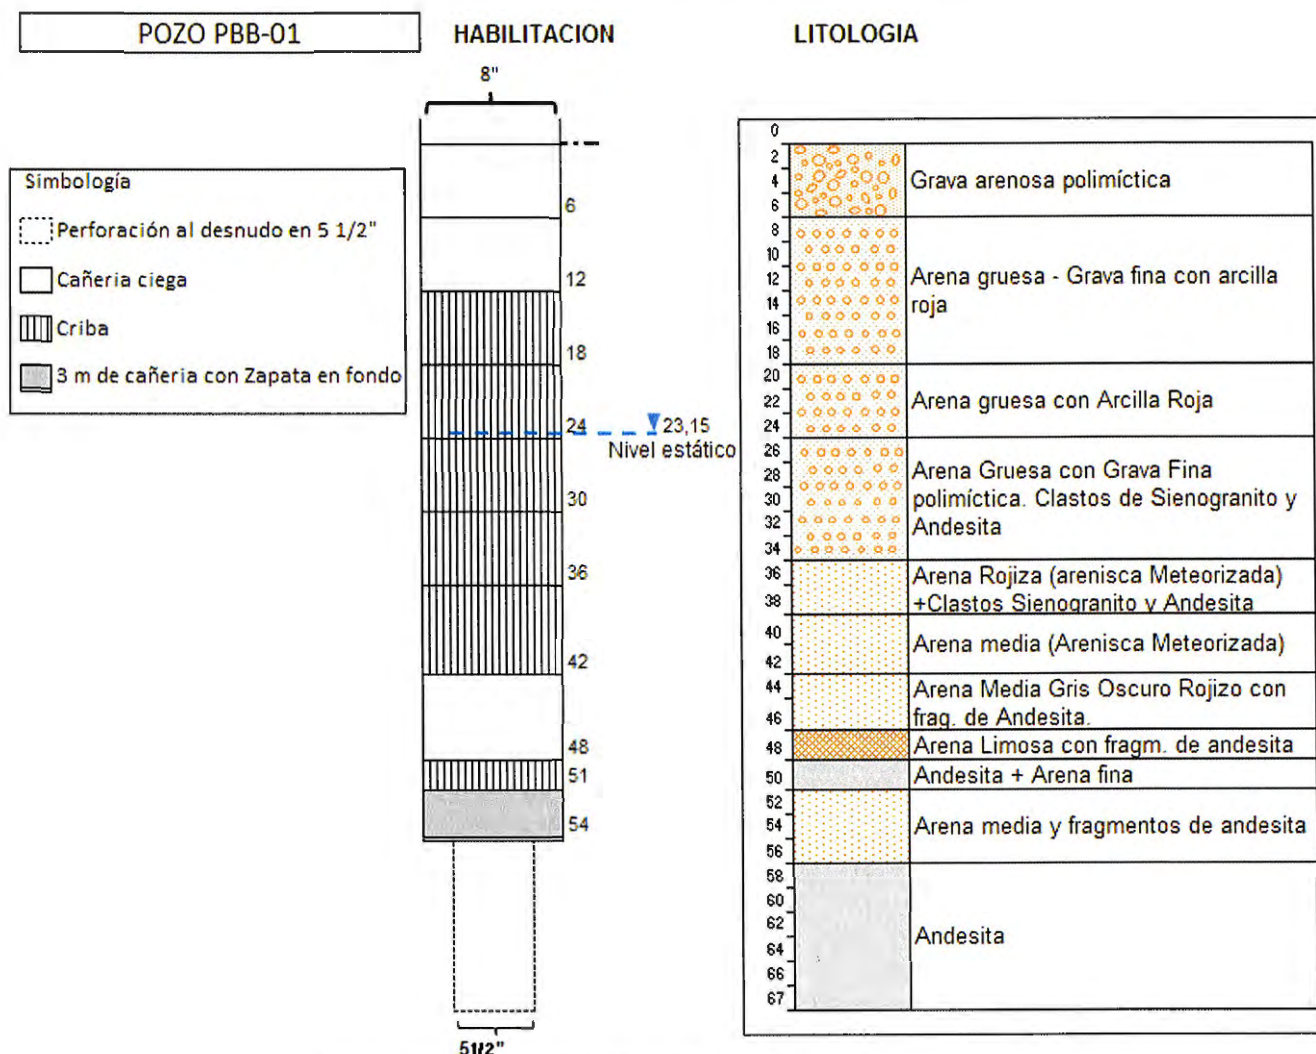 POZO PBB-01
HABILITACION
LITOLOGIA
8"
Simbología
Perforación al desnudo en 5 1/2"
Cañeria ciega
Criba
3 m de cañeria con Zapata en fondo
6
12
18
24
30
36
42
48
51
54
23,15
Nivel estático
51/2"
0
2
4
6
8
10
12
14
16
18
20
22
24
26
28
30
32
34
36
38
40
42
44
46
48
50
52
54
56
58
60
62
64
66
67
Grava arenosa polimíctica
Arena gruesa - Grava fina con arcilla
roja
Arena gruesa con Arcilla Roja
Arena Gruesa con Grava Fina
polimíctica. Clastos de Sienogranito y
Andesita
Arena Rojiza (arenisca Meteorizada)
+Clastos Sienogranito y Andesita
Arena media (Arenisca Meteorizada)
Arena Media Gris Oscuro Rojizo con
frag. de Andesita.
Arena Limosa con fragm. de andesita
Andesita + Arena fina
Arena media y fragmentos de andesita
Andesita